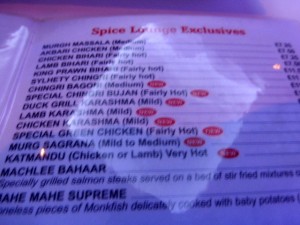 Spice Lounge Exclusives
MURGH MASSALA (Medium)
AKBARI CHICKEN (Medium)
CHICKEN BIHARI (Fairly hot)
LAMB BIHARI (Fairly hot)
KING PRAWN BIHARI (Fairly hot)
SYLHETY CHINGRI (Fairly hot)
CHINGRI BAGONI (Medium)
SPECIAL CHINGRI BUJAN (Fairly hot)
DUCK GRILL KARASHMA (Mild)
LAMB KARASHMA (Mild)
CHICKEN KARASHMA (Mild)
SPECIAL GREEN CHICKEN (Fairly Hot)
MURG SAGRANA (Mild to Medium)
KATMANDU (Chicken or Lamb) Very Hot
MACHLEE BAHAAR
Specially grilled salmon steaks served on a bed of stir fried mixtures
MAHE MAHE SUPREME
Boneless pieces of Monkfish delicately cooked with baby potatoes